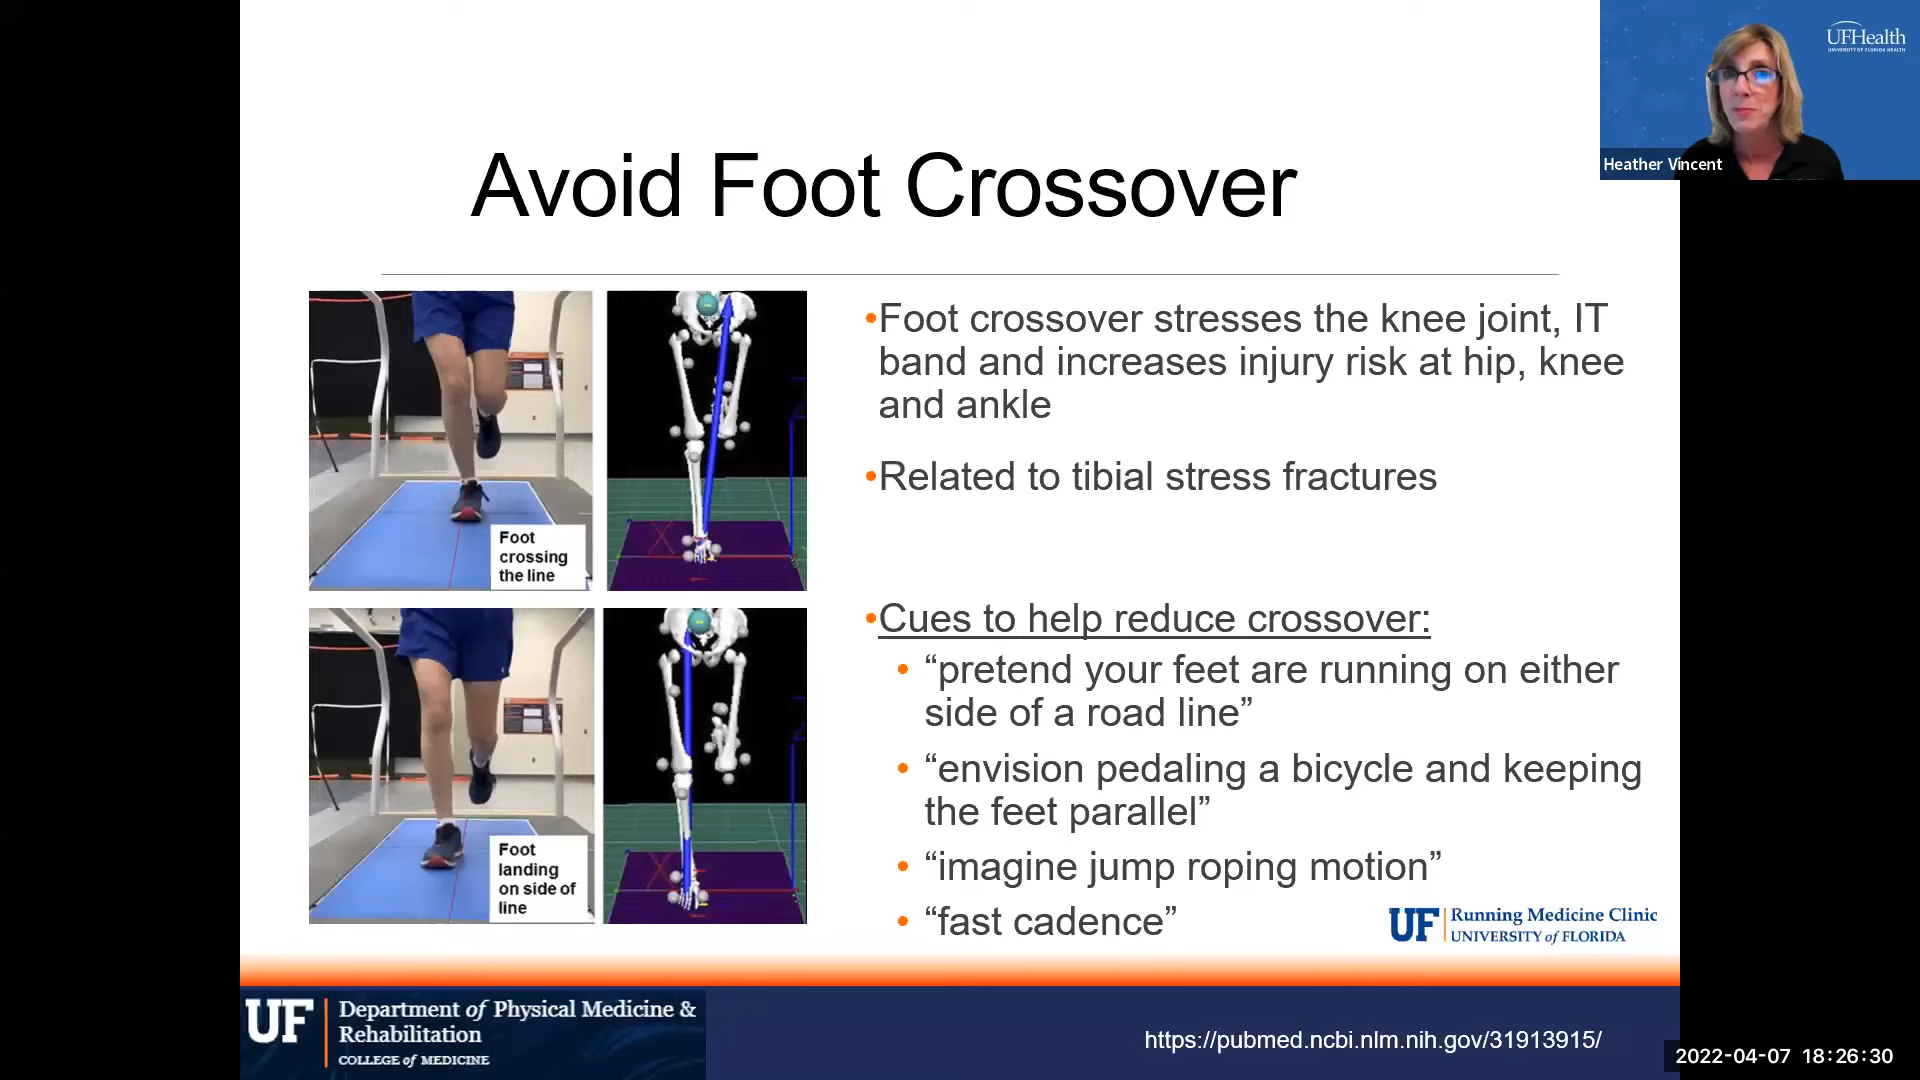 UFHealth
UNIVERSITY OF FLORIDA HEALTH
Heather Vincent
Avoid Foot Crossover
•Foot crossover stresses the knee joint, IT
band and increases injury risk at hip, knee
and ankle
•Related to tibial stress fractures
Foot
crossing
the line
•Cues to help reduce crossover:
• “pretend your feet are running on either
side of a road line”
• “envision pedaling a bicycle and keeping
the feet parallel”
• “imagine jump roping motion”
• “fast cadence”
Foot
landing
on side of
line
UF Running Medicine Clinic
UNIVERSITY of FLORIDA
UF Department of Physical Medicine &
Rehabilitation
COLLEGE of MEDICINE
https://pubmed.ncbi.nlm.nih.gov/31913915/
2022-04-07 18:26:30